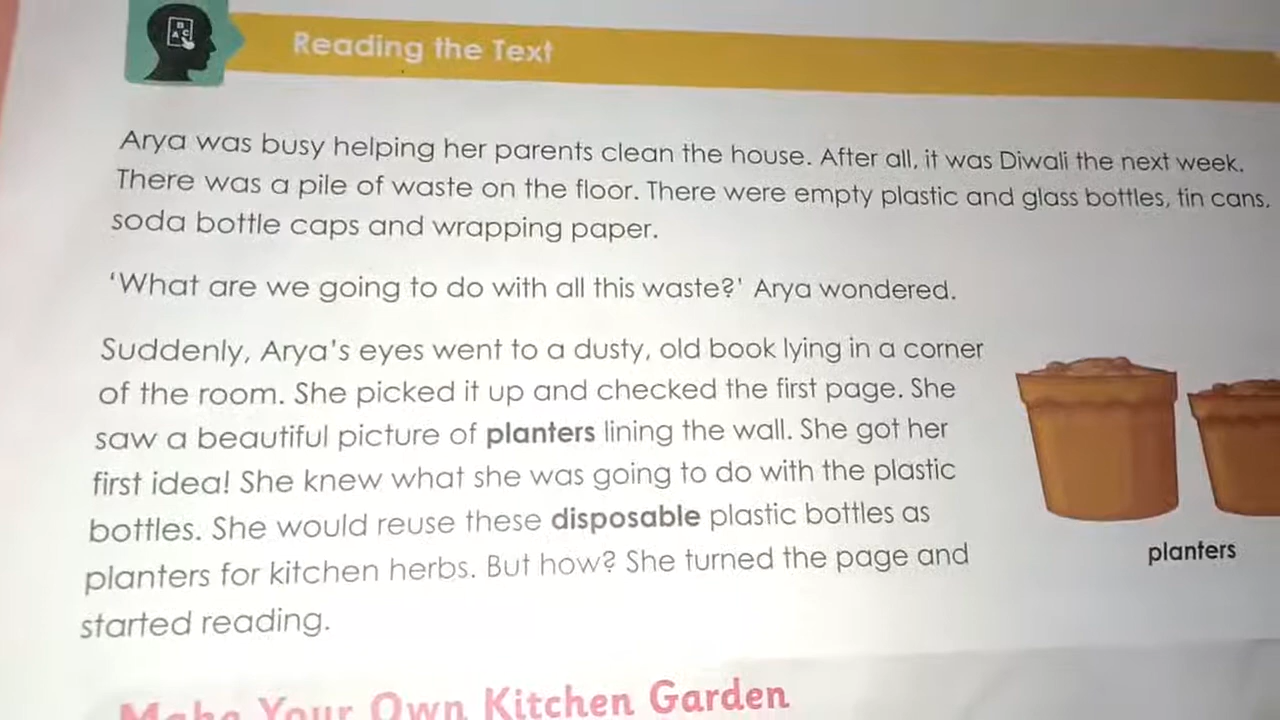 B
A C
Reading the Text
Arya was busy helping her parents clean the house. After all, it was Diwali the next week.
There was a pile of waste on the floor. There were empty plastic and glass bottles, tin cans,
soda bottle caps and wrapping paper.
'What are we going to do with all this waste?' Arya wondered.
Suddenly, Arya's eyes went to a dusty, old book lying in a corner
of the room. She picked it up and checked the first page. She
saw a beautiful picture of planters lining the wall. She got her
first idea! She knew what she was going to do with the plastic
bottles. She would reuse these disposable plastic bottles as
planters for kitchen herbs. But how? She turned the page and
started reading.
planters
Make Your Own Kitchen Garden